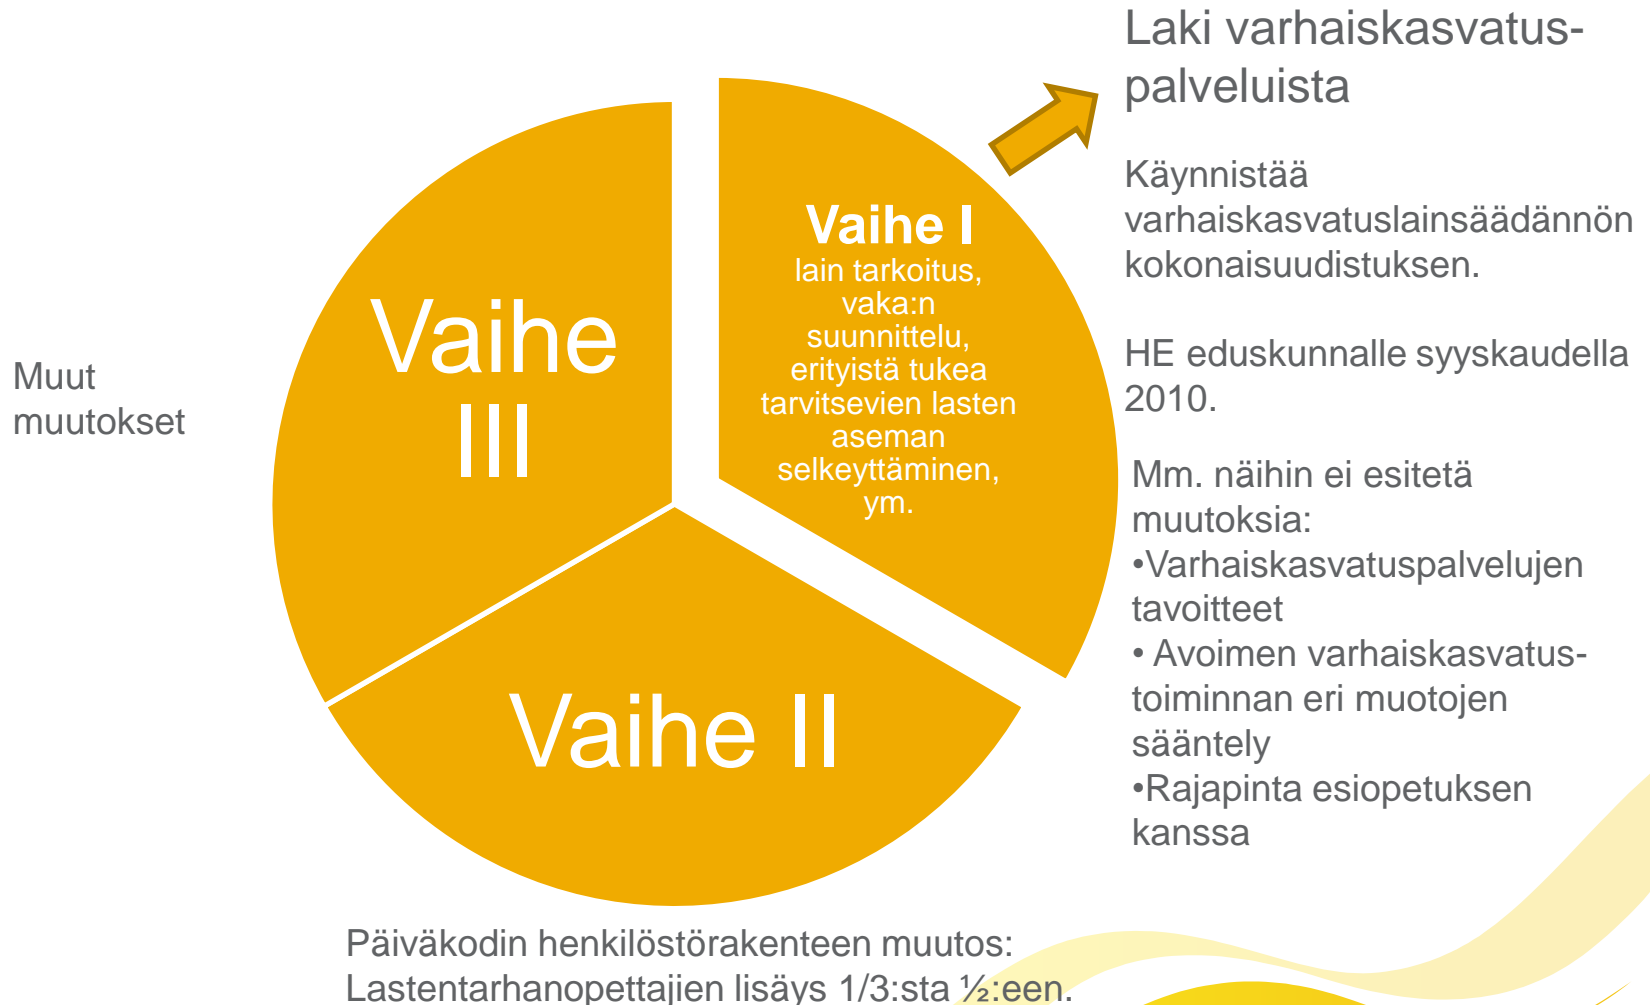 Laki varhaiskasvatus-
palveluista
Käynnistää
varhaiskasvatuslainsäädännön
kokonaisuudistuksen.
HE eduskunnalle syyskaudella
2010.
Mm. näihin ei esitetä
muutoksia:
•Varhaiskasvatuspalvelujen
tavoitteet
• Avoimen varhaiskasvatus-
toiminnan eri muotojen
sääntely
•Rajapinta esiopetuksen
kanssa
Vaihe I
lain tarkoitus,
vaka:n
suunnittelu,
erityistä tukea
tarvitsevien lasten
aseman
selkeyttäminen,
ym.
Vaihe II
Päiväkodin henkilöstörakenteen muutos:
Lastentarhanopettajien lisäys 1/3:sta ½:een.
Vaihe
III
Muut
muutokset